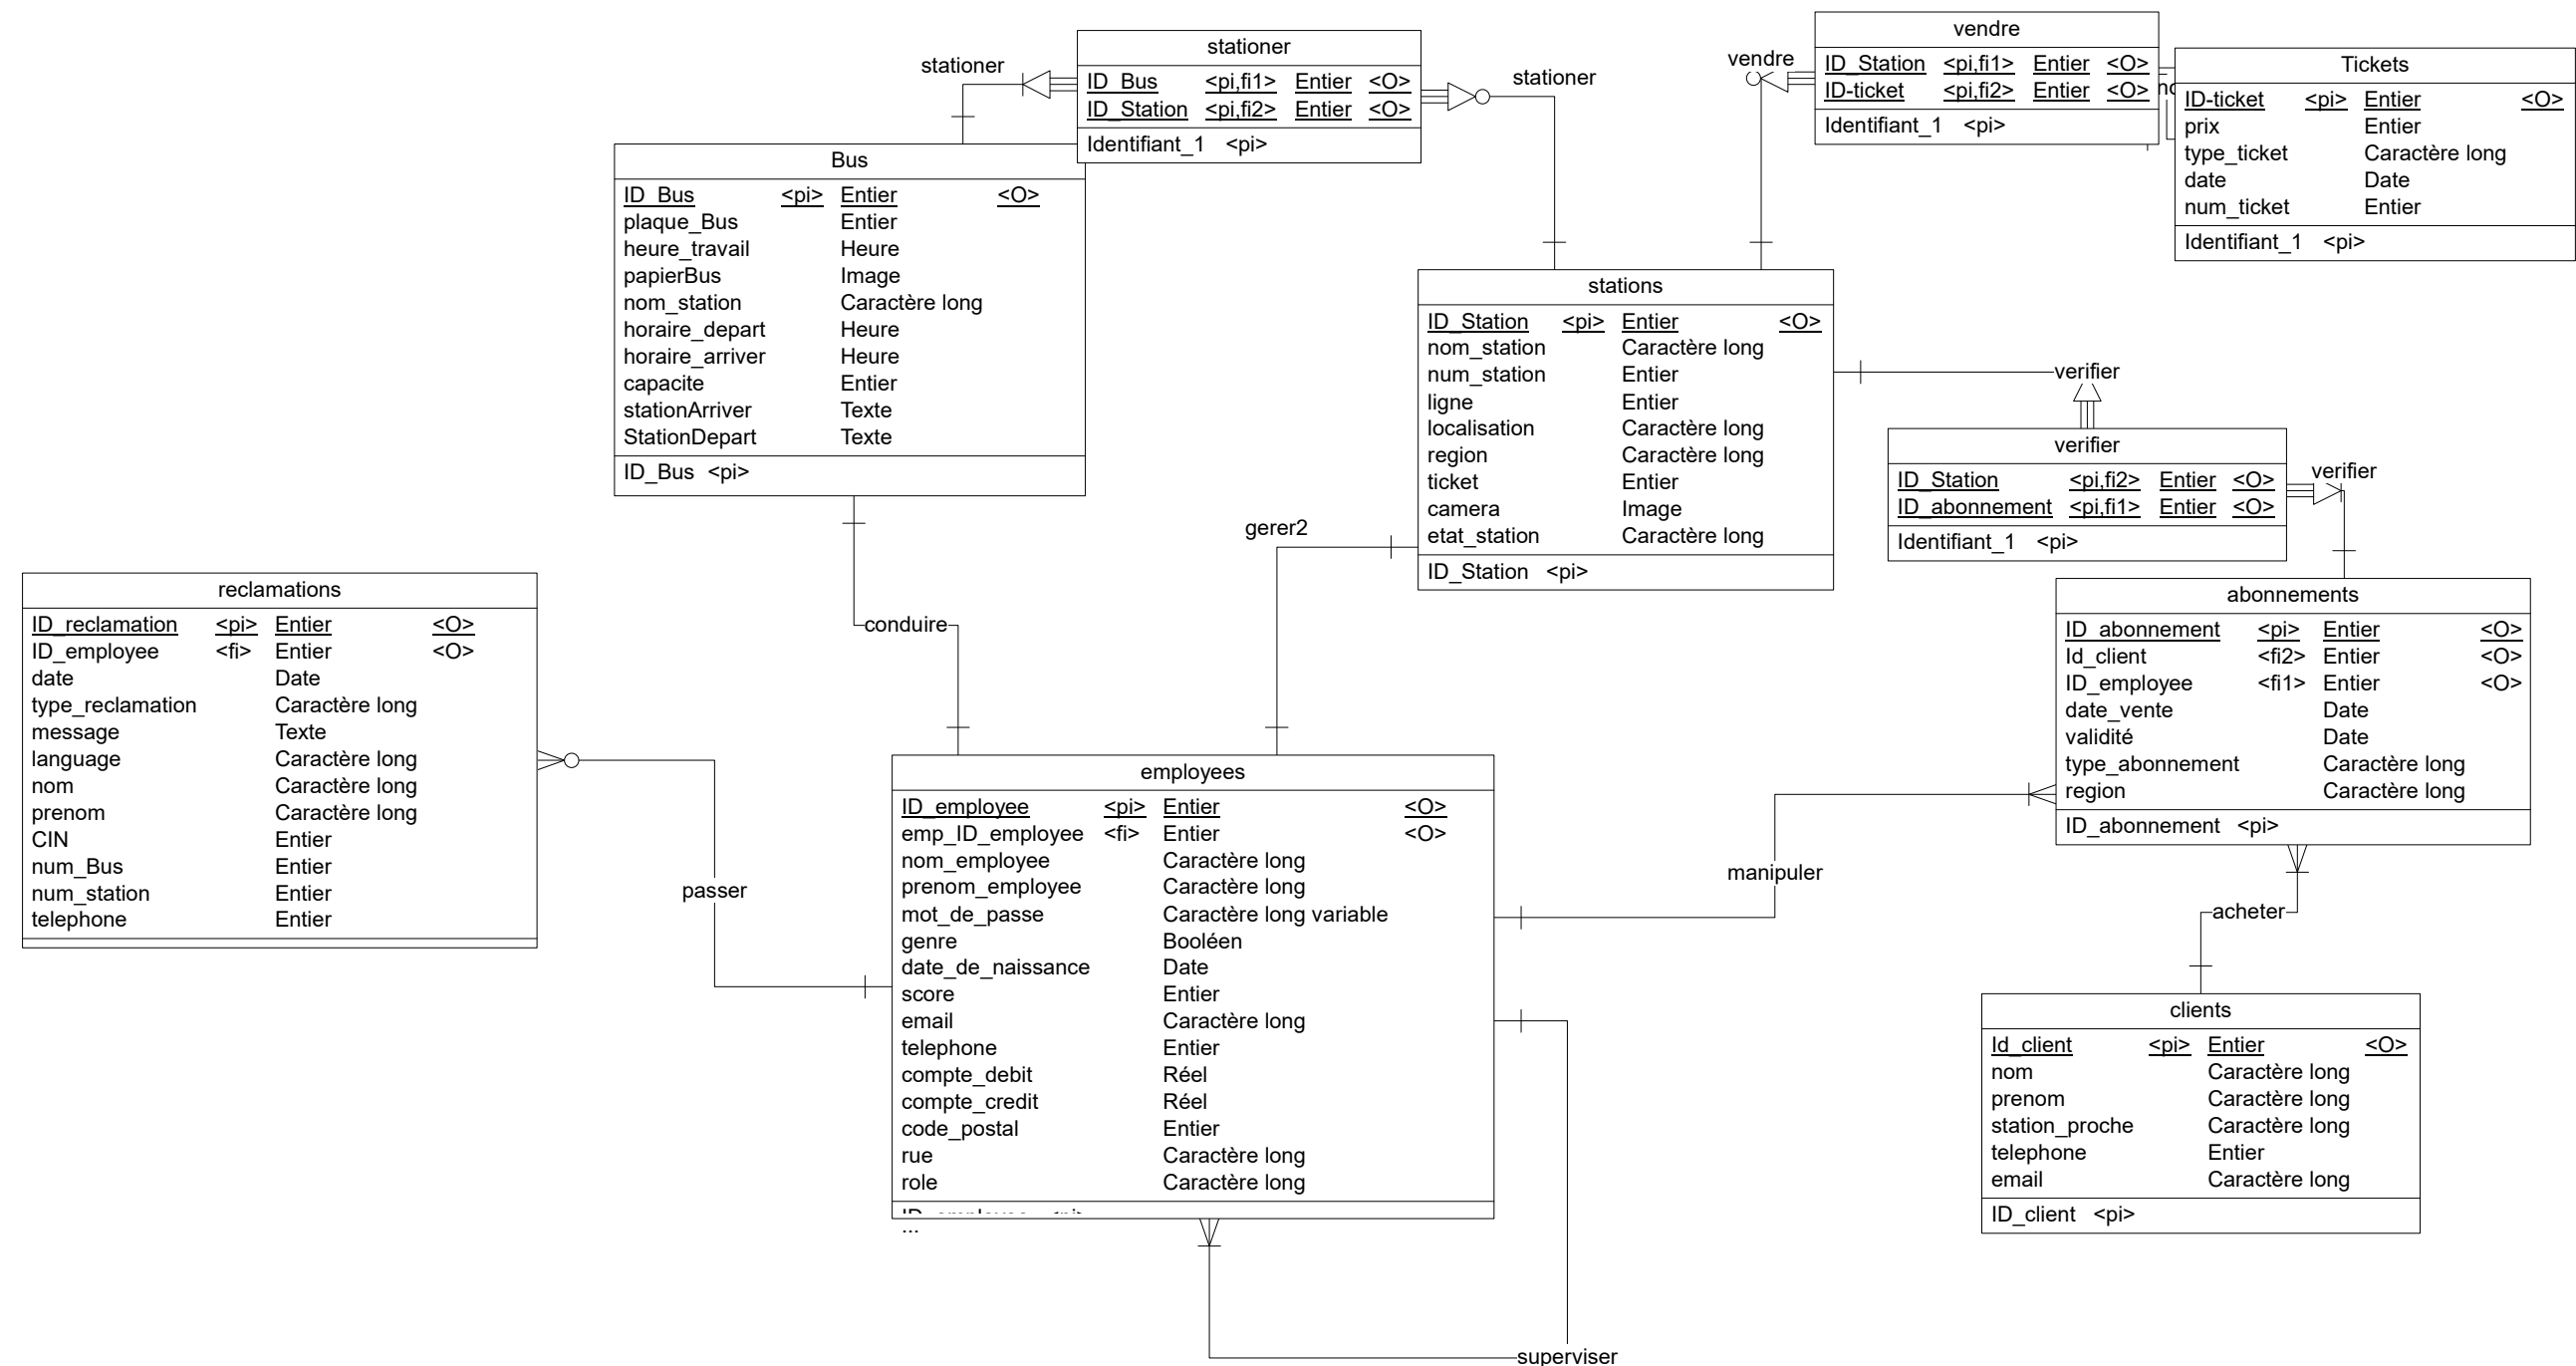 stationer
ID_Bus <pi,fi1> Entier <O>
ID_Station <pi,fi2> Entier <O>
Identifiant_1 <pi>
stationer
stationer
vendre
vendre
ID_Station <pi,fi1> Entier <O>
ID-ticket <pi,fi2> Entier <O>
Identifiant_1 <pi>
Tickets
ID-ticket <pi> Entier <O>
prix Entier
type_ticket Caractère long
date Date
num_ticket Entier
Identifiant_1 <pi>
Bus
ID_Bus <pi> Entier <O>
plaque_Bus Entier
heure_travail Heure
papierBus Image
nom_station Caractère long
horaire_depart Heure
horaire_arriver Heure
capacite Entier
stationArriver Texte
StationDepart Texte
ID_Bus <pi>
stations
ID_Station <pi> Entier <O>
nom_station Caractère long
num_station Entier
ligne Entier
localisation Caractère long
region Caractère long
ticket Entier
camera Image
etat_station Caractère long
ID_Station <pi>
verifier
verifier
ID_Station <pi,fi2> Entier <O>
ID_abonnement <pi,fi1> Entier <O>
Identifiant_1 <pi>
verifier
gerer2
conduire
reclamations
ID_reclamation <pi> Entier <O>
ID_employee <fi> Entier <O>
date Date
type_reclamation Caractère long
message Texte
language Caractère long
nom Caractère long
prenom Caractère long
CIN Entier
num_Bus Entier
num_station Entier
telephone Entier
passer
abonnements
ID_abonnement <pi> Entier <O>
Id_client <fi2> Entier <O>
ID_employee <fi1> Entier <O>
date_vente Date
validité Date
type_abonnement Caractère long
region Caractère long
ID_abonnement <pi>
employees
ID_employee <pi> Entier <O>
emp_ID_employee <fi> Entier <O>
nom_employee Caractère long
prenom_employee Caractère long
mot_de_passe Caractère long variable
genre Booléen
date_de_naissance Date
score Entier
email Caractère long
telephone Entier
compte_debit Réel
compte_credit Réel
code_postal Entier
rue Caractère long
role Caractère long
...
manipuler
acheter
clients
Id_client <pi> Entier <O>
nom Caractère long
prenom Caractère long
station_proche Caractère long
telephone Entier
email Caractère long
ID_client <pi>
superviser